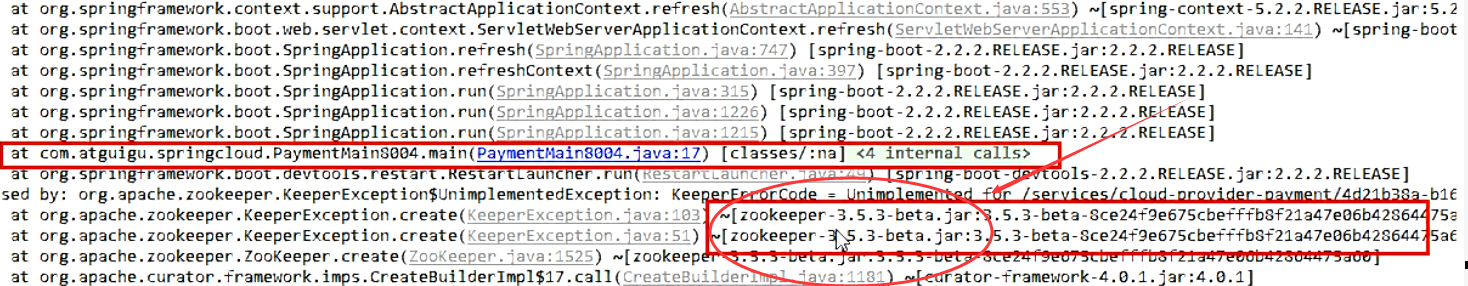 at org.springframework.context.support.AbstractApplicationContext.refresh(AbstractApplicationContext.java:553) ~[spring-context-5.2.2.RELEASE.jar:5.2
at org.springframework.boot.web.servlet.context.ServletWebServerApplicationContext.refresh(ServletWebServerApplicationContext.java:141) ~[spring-boot
at org.springframework.boot.SpringApplication.refresh(SpringApplication.java:747) [spring-boot-2.2.2.RELEASE.jar:2.2.2.RELEASE]
at org.springframework.boot.SpringApplication.refreshContext(SpringApplication.java:397) [spring-boot-2.2.2.RELEASE.jar:2.2.2.RELEASE]
at org.springframework.boot.SpringApplication.run(SpringApplication.java:315) [spring-boot-2.2.2.RELEASE.jar:2.2.2.RELEASE]
at org.springframework.boot.SpringApplication.run(SpringApplication.java:1226) [spring-boot-2.2.2.RELEASE.jar:2.2.2.RELEASE]
at org.springframework.boot.SpringApplication.run(SpringApplication.java:1215) [spring-boot-2.2.2.RELEASE.jar:2.2.2.RELEASE]
at com.atguigu.springcloud.PaymentMain8004.main(PaymentMain8004.java:17) [classes/:na] <4 internal calls>
at org.springframework.boot.devtools.restart.RestartLauncher.run(RestartLauncher.java:49) [spring-boot-devtools-2.2.2.RELEASE.jar:2.2.2.RELEASE]
sed by: org.apache.zookeeper.KeeperException$UnimplementedException: KeeperErrorCode = Unimplemented for /services/cloud-provider-payment/4d21b38a-b16
at org.apache.zookeeper.KeeperException.create(KeeperException.java:103) ~[zookeeper-3.5.3-beta.jar:3.5.3-beta-8ce24f9e675cbefffb8f21a47e06b42864475a
at org.apache.zookeeper.KeeperException.create(KeeperException.java:51) ~[zookeeper-3.5.3-beta.jar:3.5.3-beta-8ce24f9e675cbefffb8f21a47e06b42864475a6
at org.apache.zookeeper.ZooKeeper.create(ZooKeeper.java:1525) ~[zookeeper-3.5.3-beta.jar:3.5.3-beta-8ce24f9e675cbefffb8f21a47e06b42864475a60]
at org.apache.curator.framework.imps.CreateBuilderImpl$17.call(CreateBuilderImpl.java:1181) ~[curator-framework-4.0.1.jar:4.0.1]